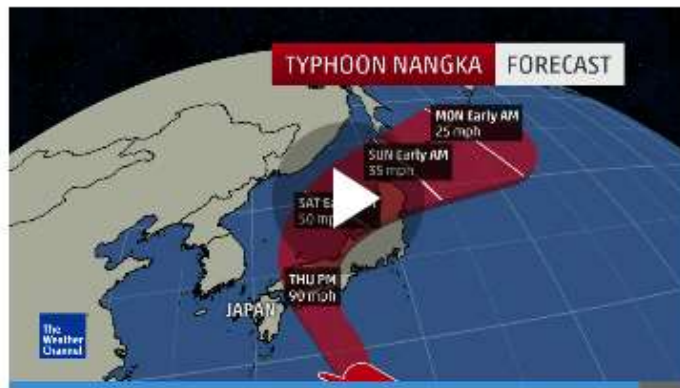 TYPHOON NANGKA FORECAST
MON Early AM
25 mph
SUN Early AM
35 mph
SAT
50
THU PM
90 mph
JAPAN
The
Weather
Channel